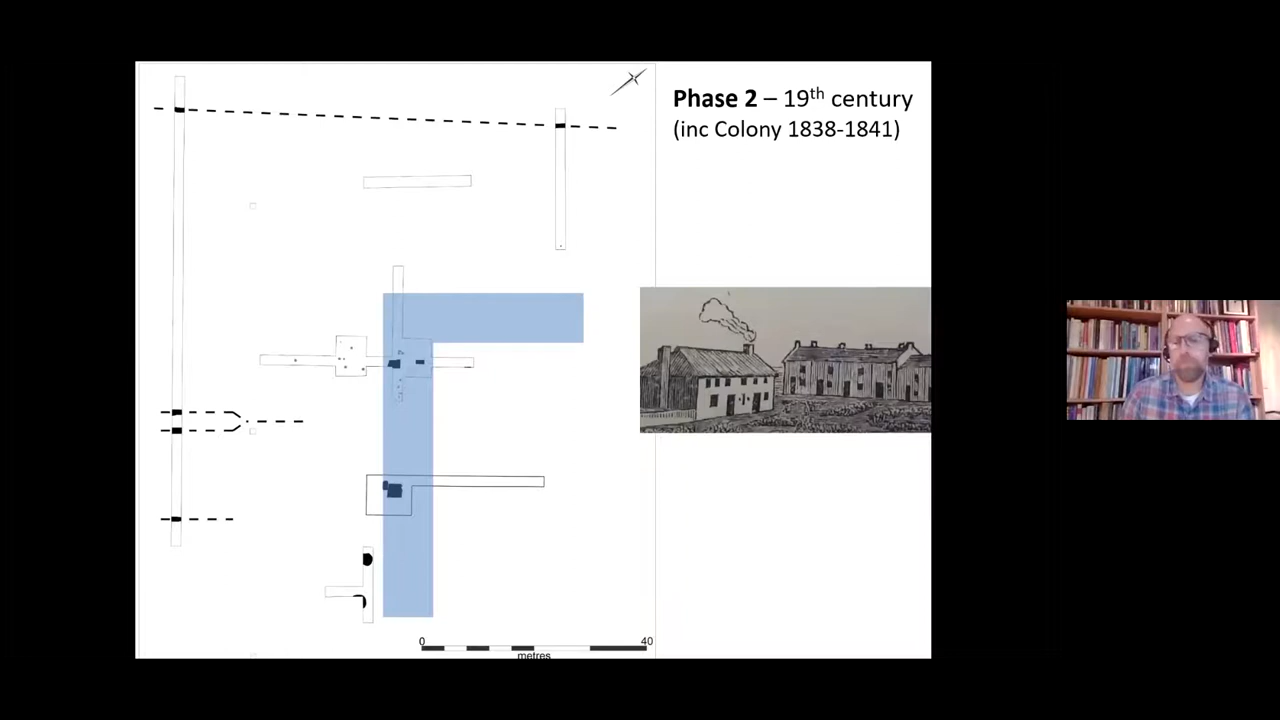 Phase 2 – 19th century
(inc Colony 1838-1841)
0 40
metres